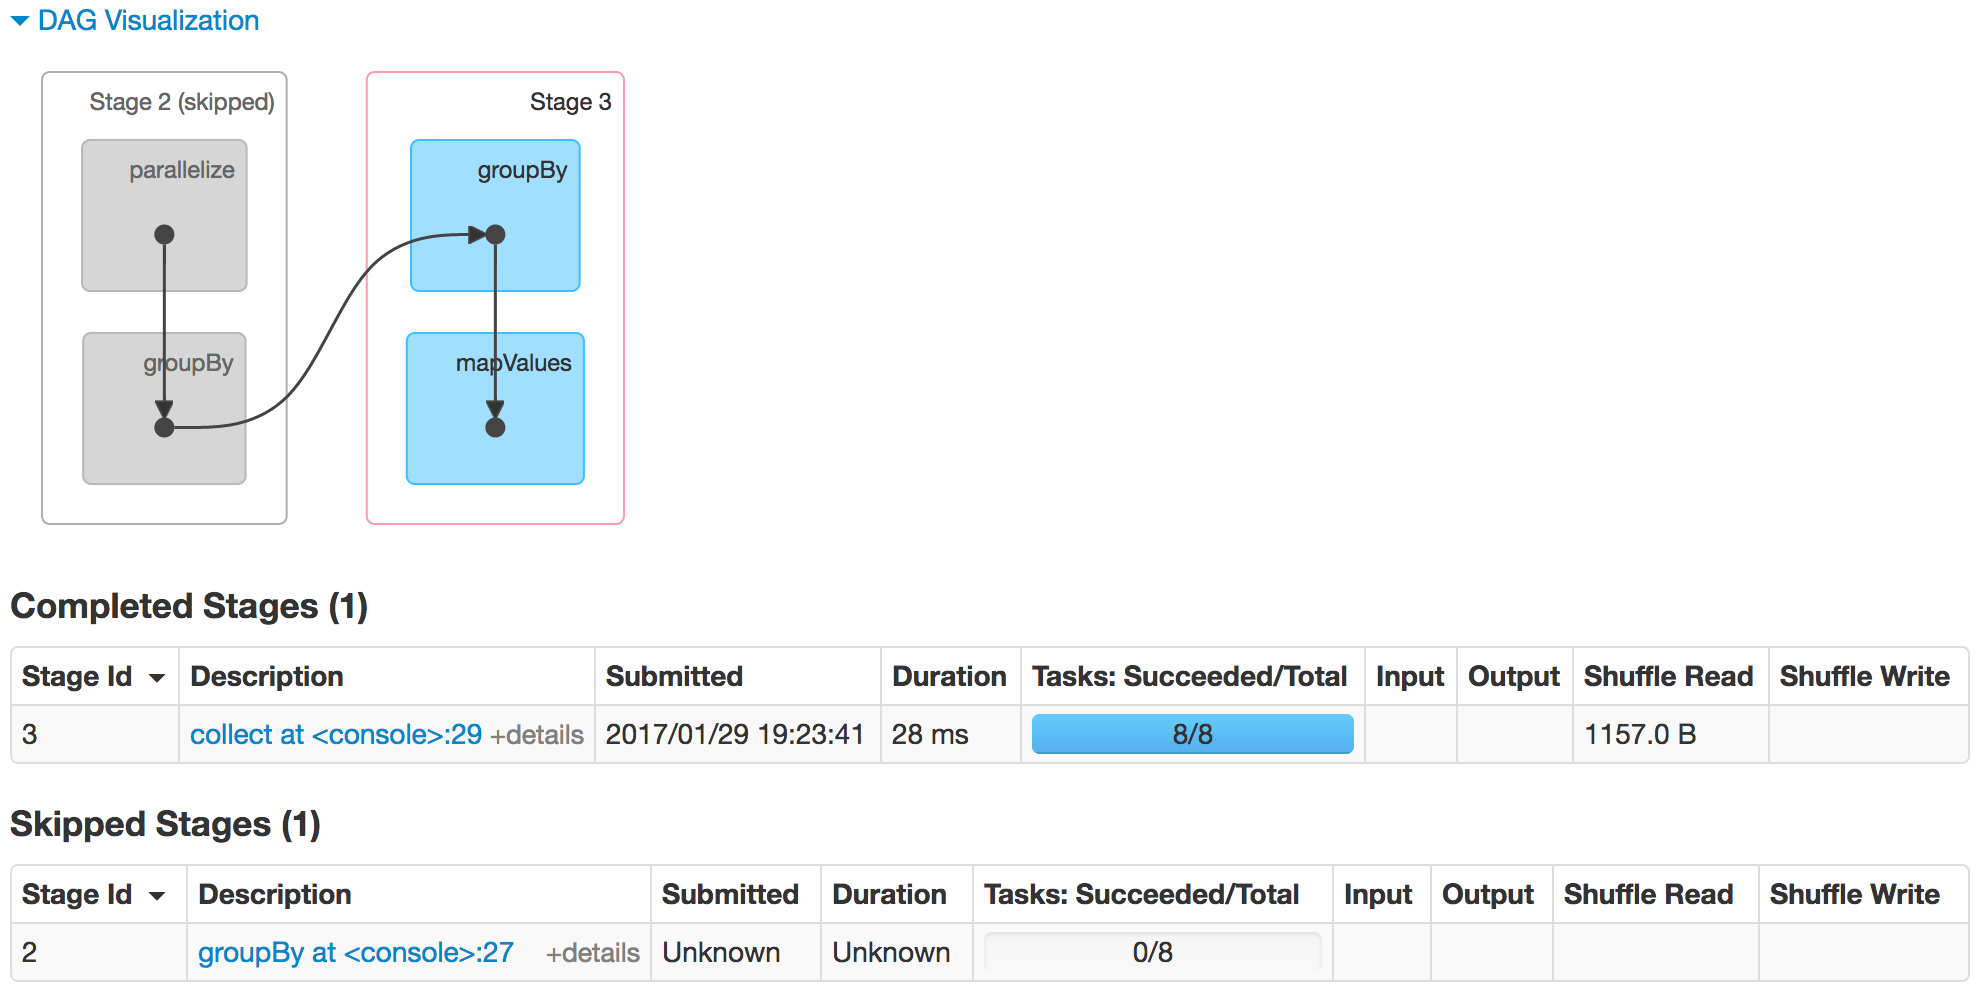 DAG Visualization
Stage 2 (skipped)
Stage 3
parallelize
groupBy
groupBy
mapValues
Completed Stages (1)
Stage Id Description Submitted Duration Tasks: Succeeded/Total Input Output Shuffle Read Shuffle Write
3 collect at <console>:29 +details 2017/01/29 19:23:41 28 ms 8/8 1157.0 B
Skipped Stages (1)
Stage Id Description Submitted Duration Tasks: Succeeded/Total Input Output Shuffle Read Shuffle Write
2 groupBy at <console>:27 +details Unknown Unknown 0/8